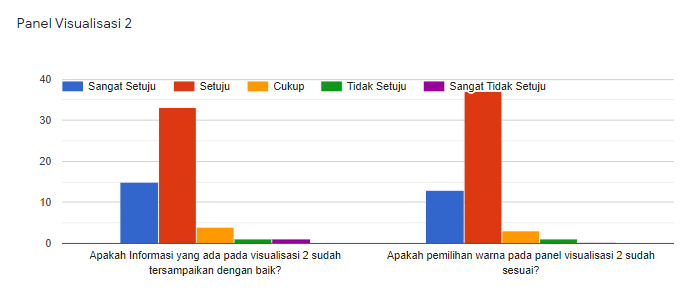 Panel Visualisasi 2
40
Sangat Setuju Setuju Cukup Tidak Setuju Sangat Tidak Setuju
30
20
10
0
Apakah Informasi yang ada pada visualisasi 2 sudah
tersampaikan dengan baik?
Apakah pemilihan warna pada panel visualisasi 2 sudah
sesuai?